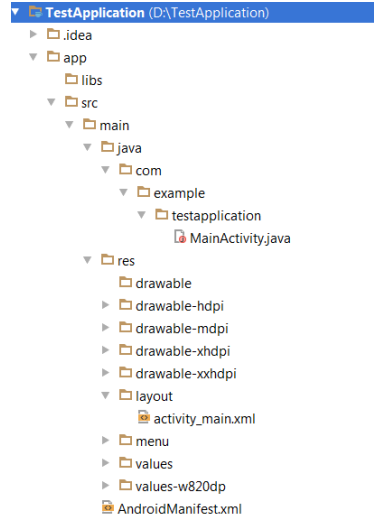 TestApplication (D:\TestApplication)
.idea
app
libs
src
main
java
com
example
testapplication
MainActivity.java
res
drawable
drawable-hdpi
drawable-mdpi
drawable-xhdpi
drawable-xxhdpi
layout
activity_main.xml
menu
values
values-w820dp
AndroidManifest.xml